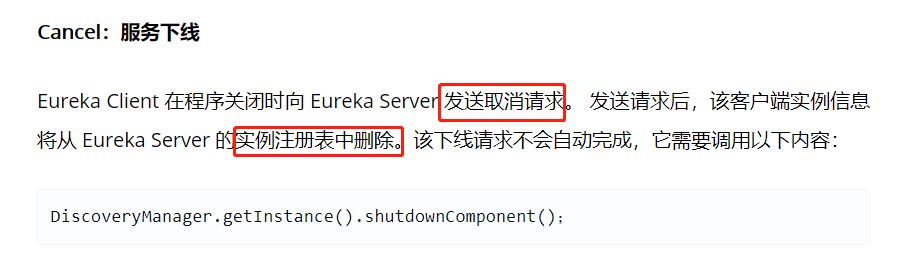 Cancel：服务下线
Eureka Client 在程序关闭时向 Eureka Server 发送取消请求。 发送请求后，该客户端实例信息
将从 Eureka Server 的实例注册表中删除。该下线请求不会自动完成，它需要调用以下内容：
DiscoveryManager.getInstance().shutdownComponent();